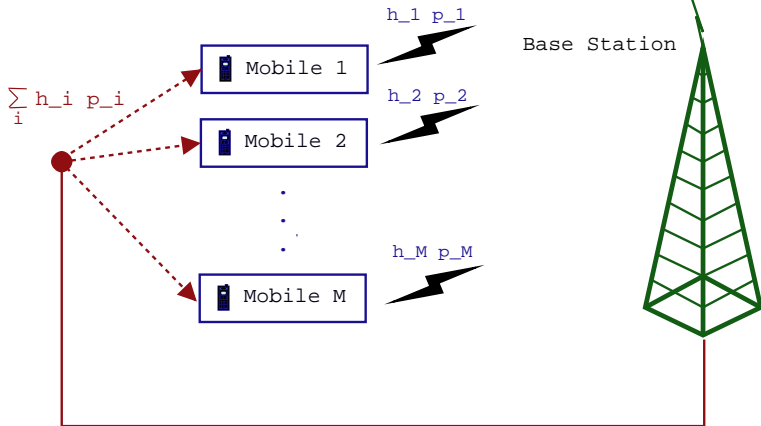 h_1 p_1
Base Station
Mobile 1
∑ h_i p_i
i
h_2 p_2
Mobile 2
h_M p_M
Mobile M